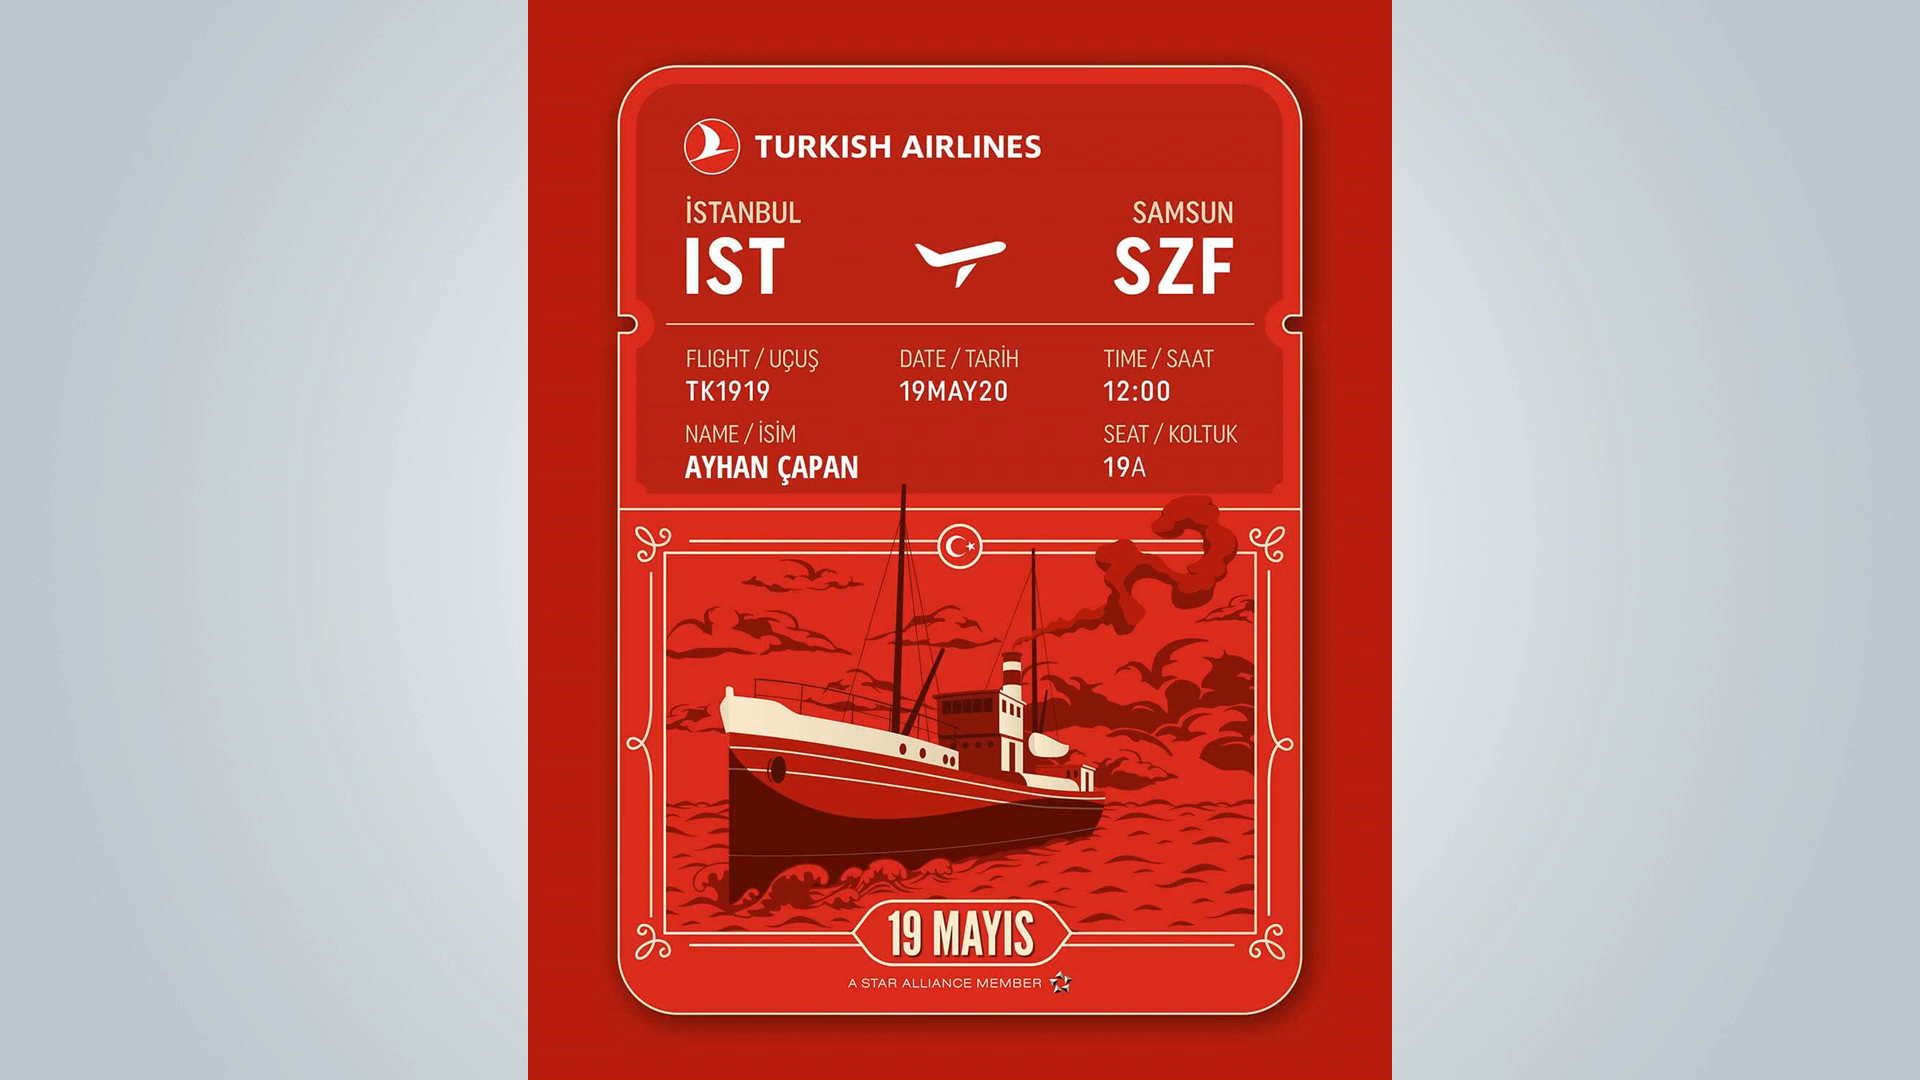 TURKISH AIRLINES
İSTANBUL
SAMSUN
IST
SZF
FLIGHT / UÇUŞ
DATE / TARİH
TIME / SAAT
TK1919
19MAY20
12:00
NAME / İSİM
SEAT / KOLTUK
AYHAN ÇAPAN
19A
19 MAYIS
A STAR ALLIANCE MEMBER